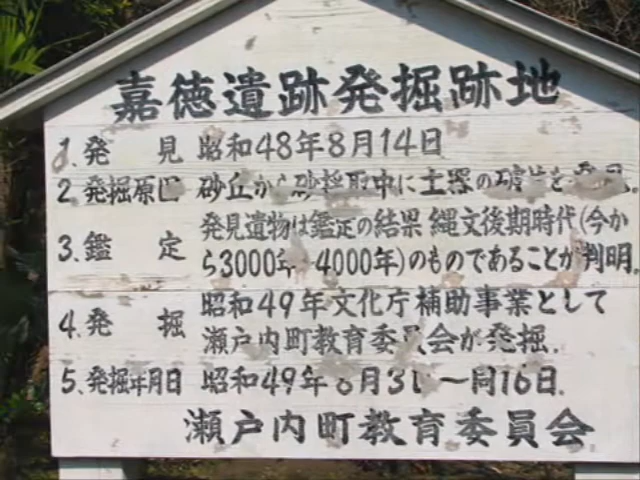 嘉徳遺跡発掘跡地
1.発 見 昭和48年8月14日
2.発掘原因 砂丘から砂採取中に土器の破片を発見.
3.鑑 定 発見遺物は鑑定の結果 縄文後期時代(今か
ら3000年 4000年)のものであることが判明.
4.発 掘 昭和49年文化庁補助事業として
瀬戸内町教育委員会が発掘.
5.発掘年月日 昭和49年 月3 ～同16日.
瀬戸内町教育委員会